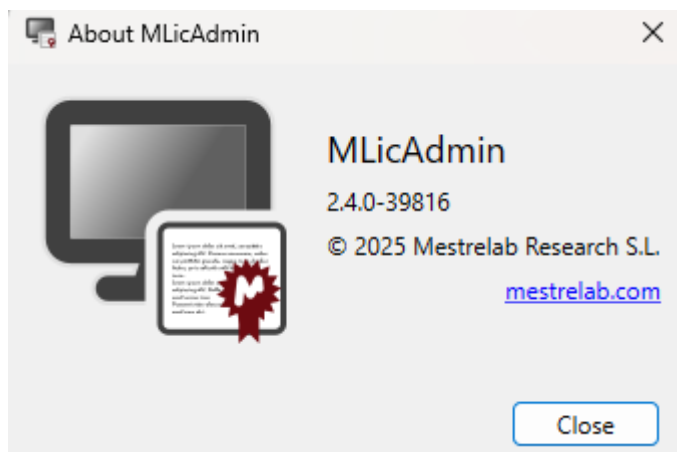 About MLicAdmin
MLicAdmin
2.4.0-39816
© 2025 Mestrelab Research S.L.
mestrelab.com
M
Close